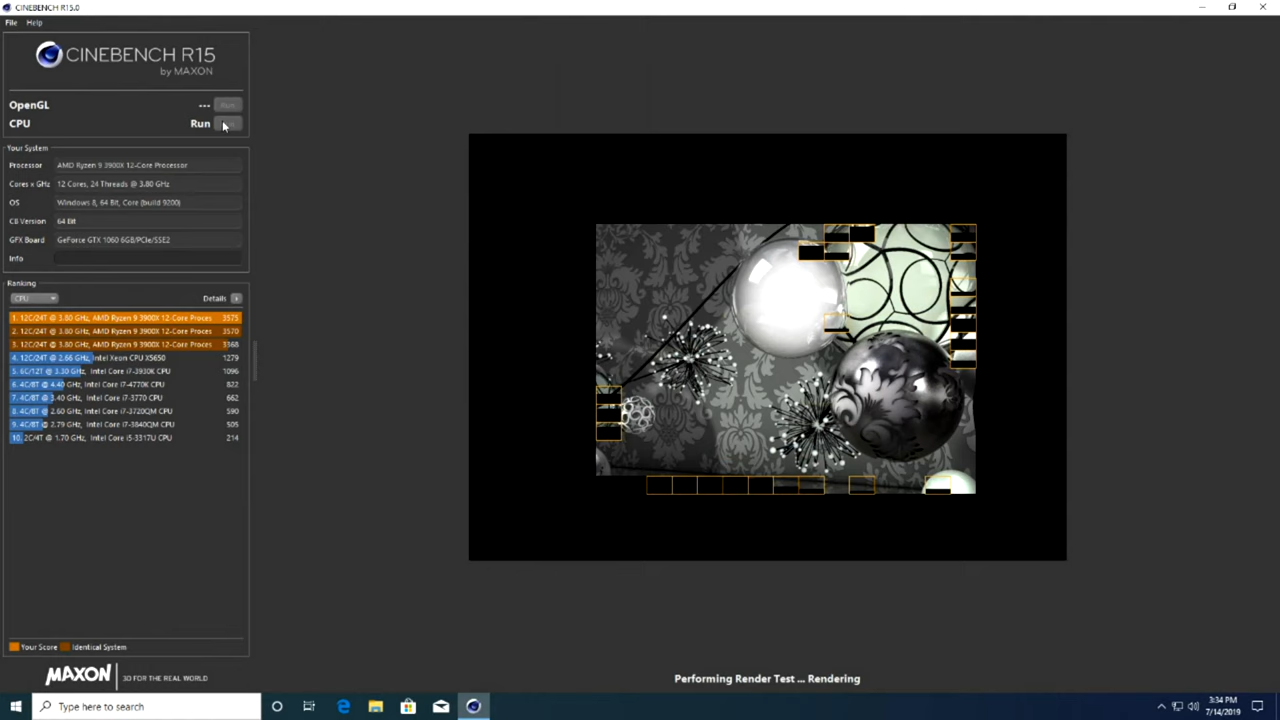 CINEBENCH R15.0
File Help
CINEBENCH R15
by MAXON
OpenGL --- Run
CPU Run
Your System
Processor AMD Ryzen 9 3900X 12-Core Processor
Cores x GHz 12 Cores, 24 Threads @ 3.80 GHz
OS Windows 8, 64 Bit, Core (build 9200)
CB Version 64 Bit
GFX Board GeForce GTX 1060 6GB/PCIe/SSE2
Info
Ranking
CPU Details
1. 12C/24T @ 3.80 GHz, AMD Ryzen 9 3900X 12-Core Proces 3575
2. 12C/24T @ 3.80 GHz, AMD Ryzen 9 3900X 12-Core Proces 3570
3. 12C/24T @ 3.80 GHz, AMD Ryzen 9 3900X 12-Core Proces 3368
4. 12C/24T @ 2.66 GHz, Intel Xeon CPU X5650 1279
5. 6C/12T @ 3.30 GHz, Intel Core i7-3930K CPU 1096
6. 4C/8T @ 4.40 GHz, Intel Core i7-4770K CPU 822
7. 4C/8T @ 3.40 GHz, Intel Core i7-3770 CPU 662
8. 4C/8T @ 2.60 GHz, Intel Core i7-3720QM CPU 590
9. 4C/8T @ 2.79 GHz, Intel Core i7-3840QM CPU 505
10. 2C/4T @ 1.70 GHz, Intel Core i5-3317U CPU 214
Your Score Identical System
MAXON 3D FOR THE REAL WORLD
Performing Render Test ... Rendering
Type here to search
3:34 PM
7/14/2019